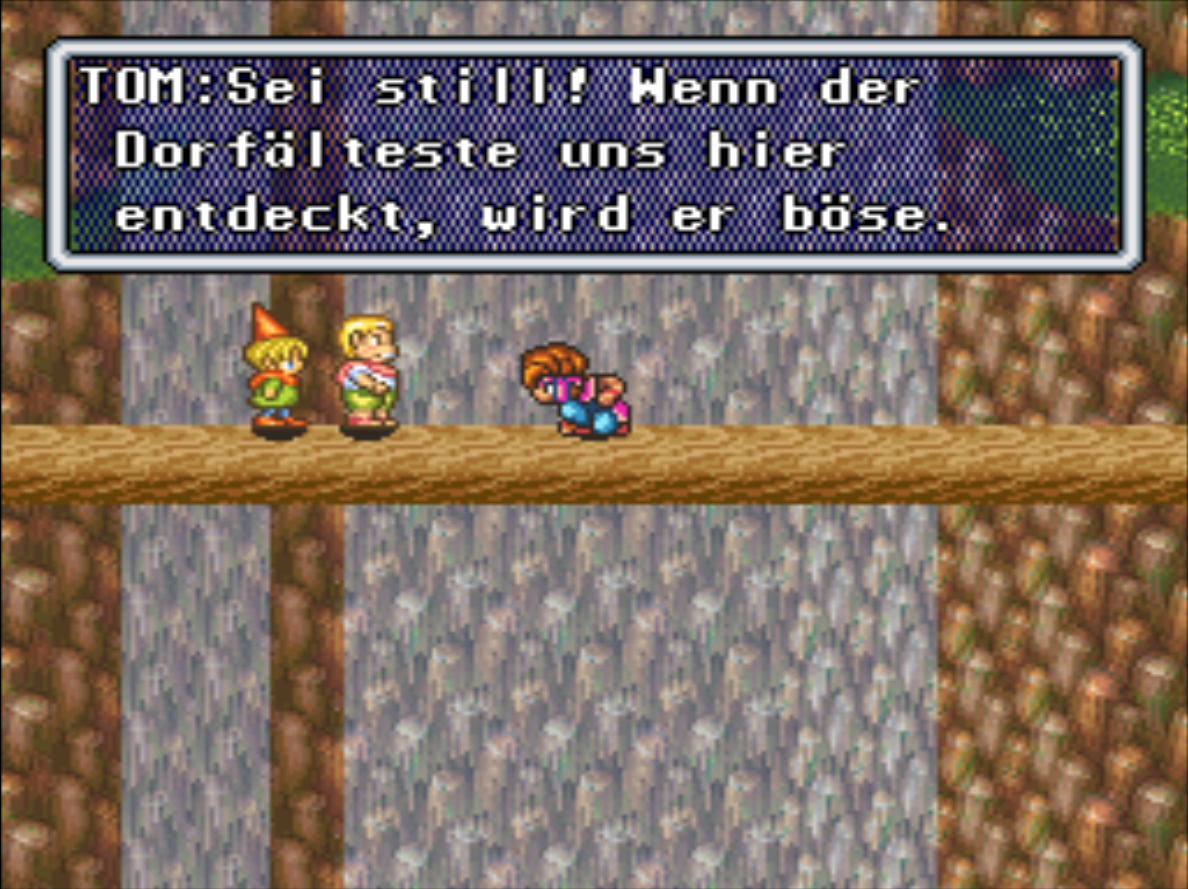 TOM:Sei still! Wenn der
Dorfälteste uns hier
entdeckt, wird er böse.